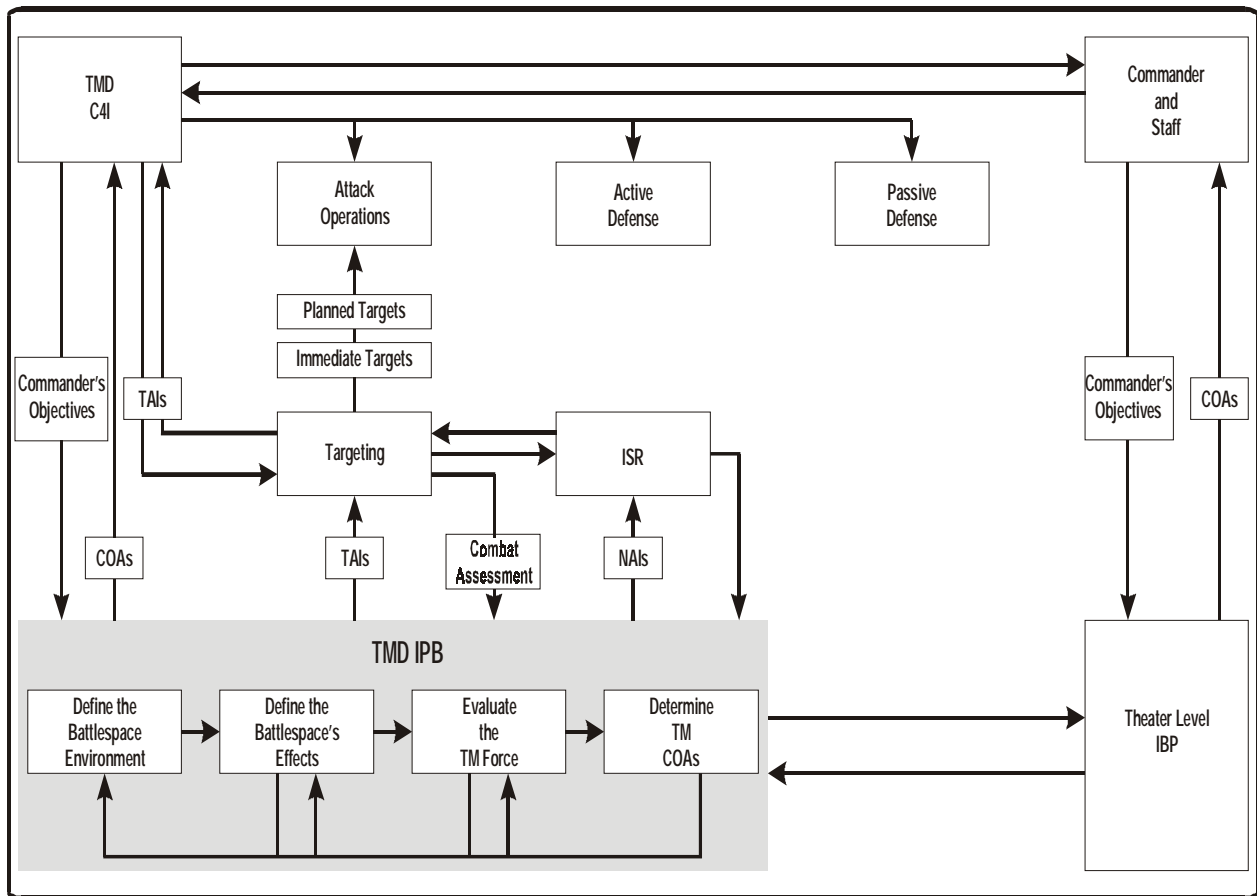 TMD
C4I
Commander
and
Staff
Attack
Operations
Active
Defense
Passive
Defense
Planned Targets
Immediate Targets
Commander's
Objectives
TAIs
Commander's
Objectives
COAs
Targeting
ISR
COAs
TAIs
Combat
Assessment
NAIs
TMD IPB
Define the
Battlespace
Environment
Define the
Battlespace's
Effects
Evaluate
the
TM Force
Determine
TM
COAs
Theater Level
IBP